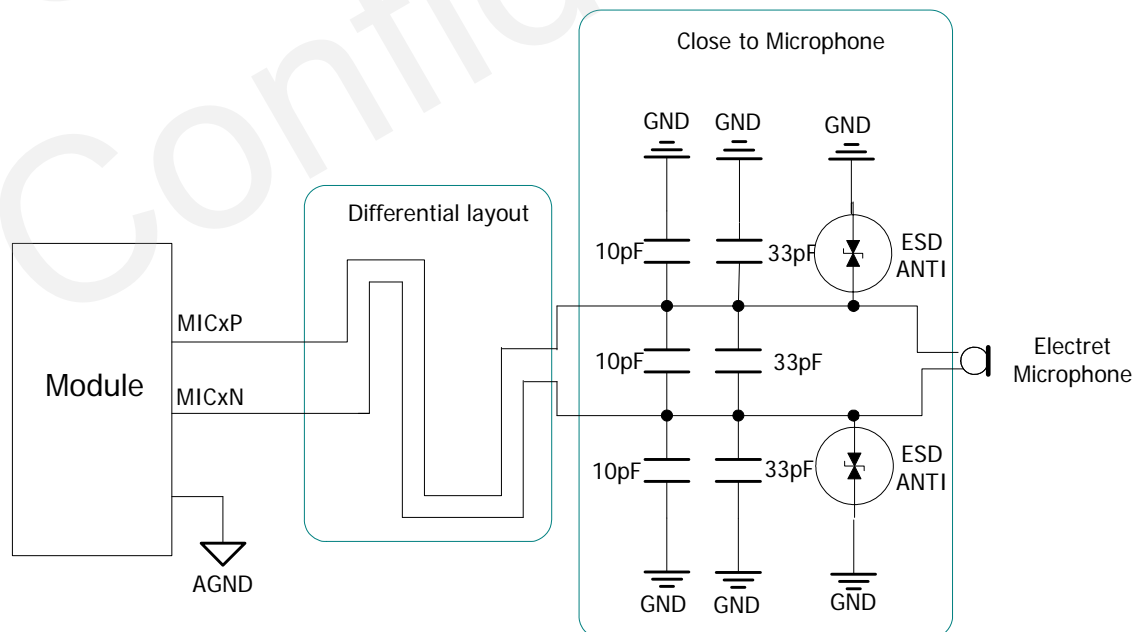 Confid
Close to Microphone
GND
GND
GND
Differential layout
10pF
33pF
ESD
ANTI
MICxP
Module
10pF
33pF
Electret
Microphone
MICxN
10pF
33pF
ESD
ANTI
AGND
GND
GND
GND